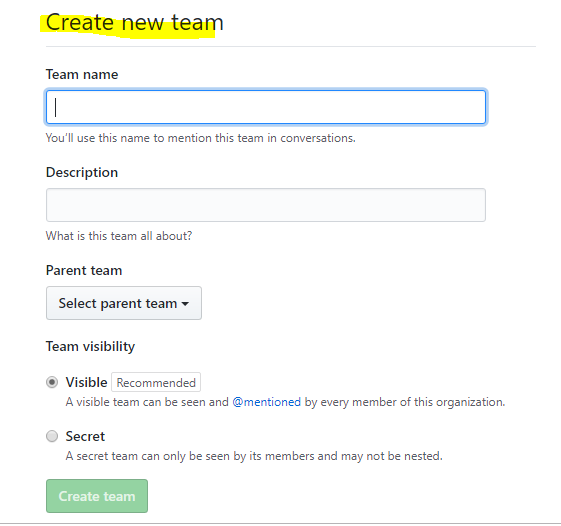 Create new team
Team name
You'll use this name to mention this team in conversations.
Description
What is this team all about?
Parent team
Select parent team
Team visibility
Visible Recommended
A visible team can be seen and @mentioned by every member of this organization.
Secret
A secret team can only be seen by its members and may not be nested.
Create team